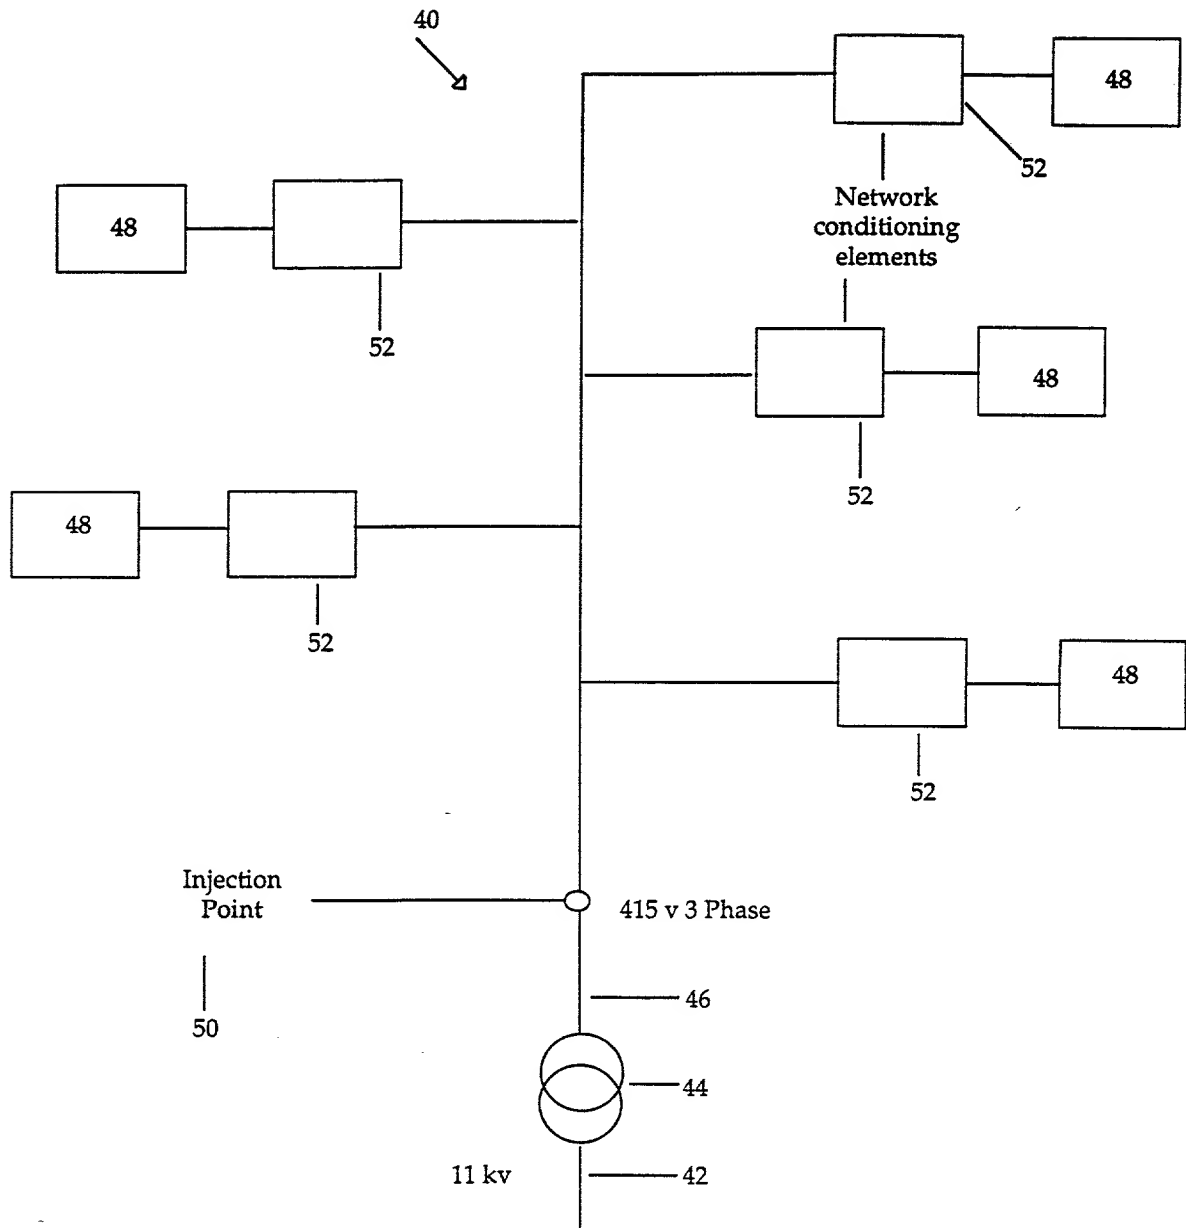 40
48
52
Network
conditioning
elements
48
52
48
52
48
52
48
52
Injection
Point
415 v 3 Phase
50
46
44
11 kv
42